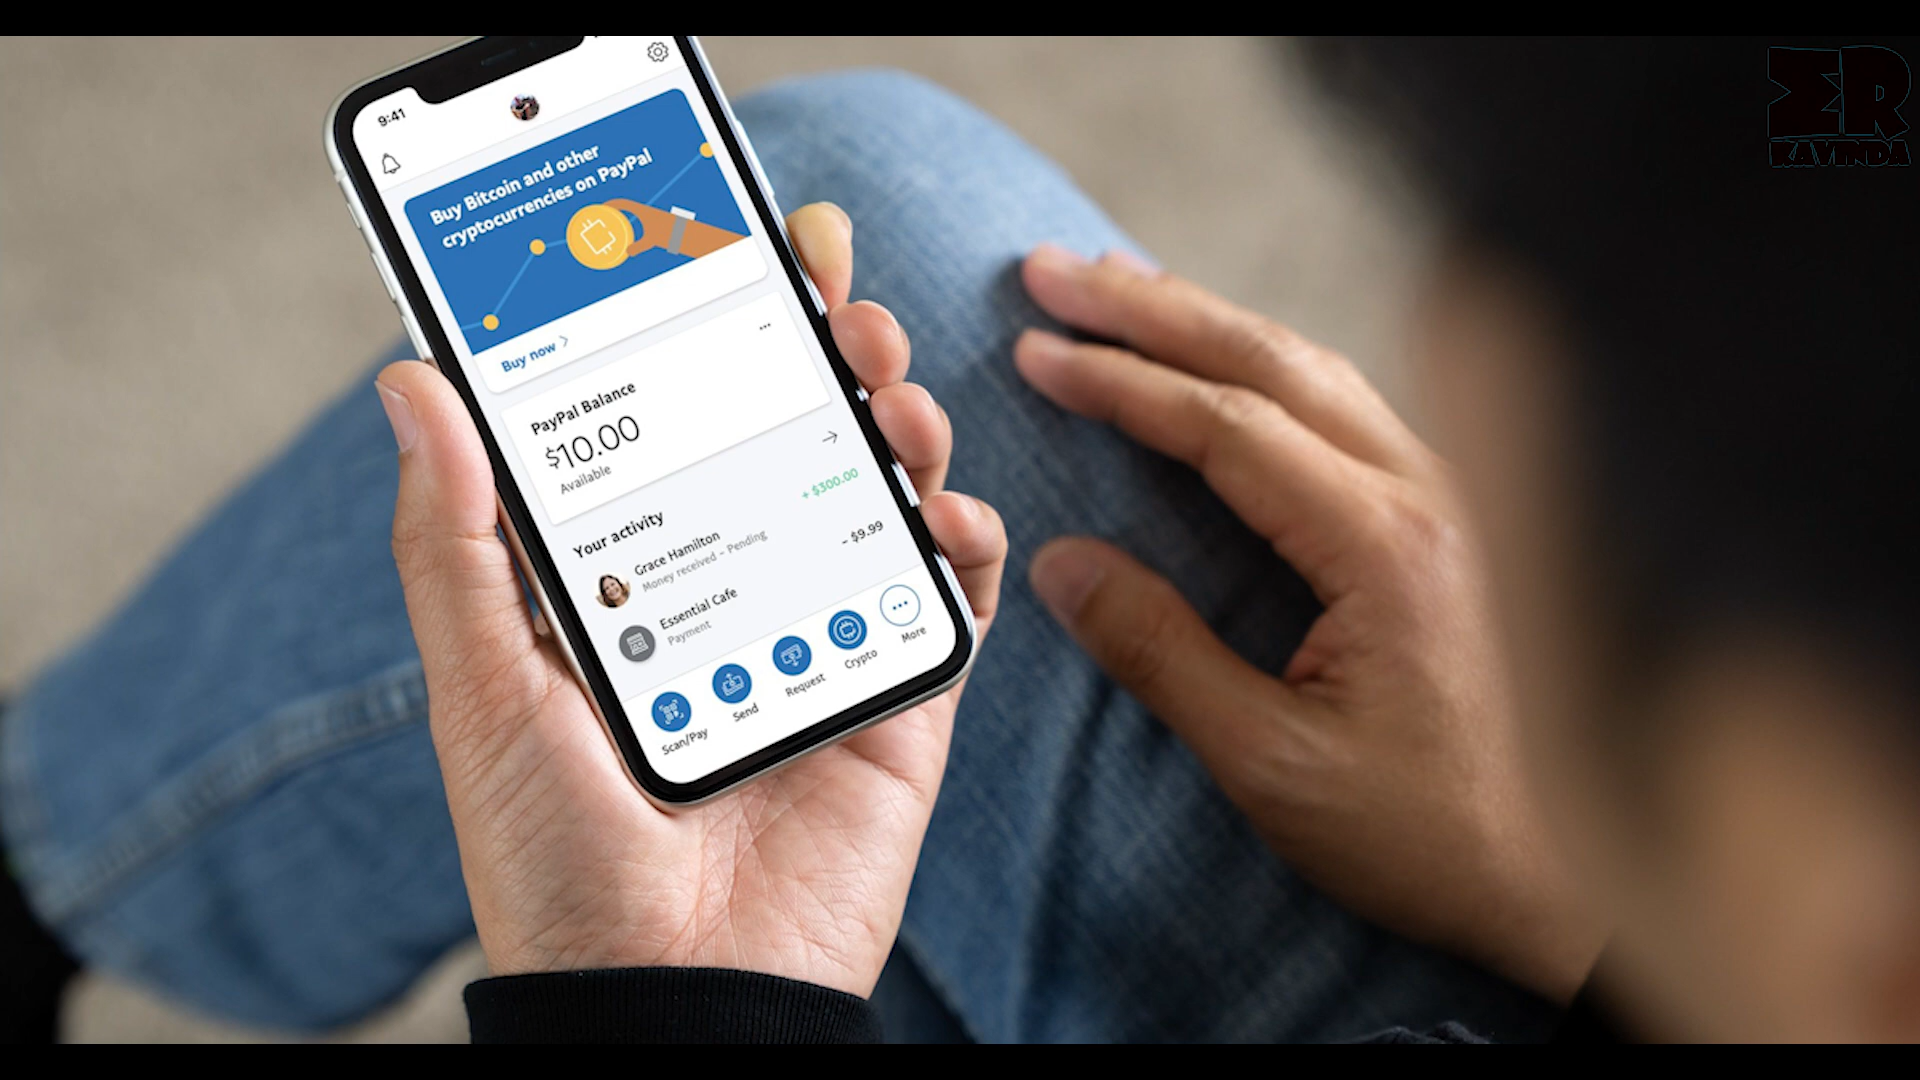 9:41
Buy Bitcoin and other
cryptocurrencies on PayPal
Buy now
PayPal Balance
$10.00
Available
Your activity
Grace Hamilton
Money received - Pending
+ $300.00
Essential Cafe
Payment
- $9.99
Scan/Pay
Send
Request
Crypto
More
ER
KAVINDA